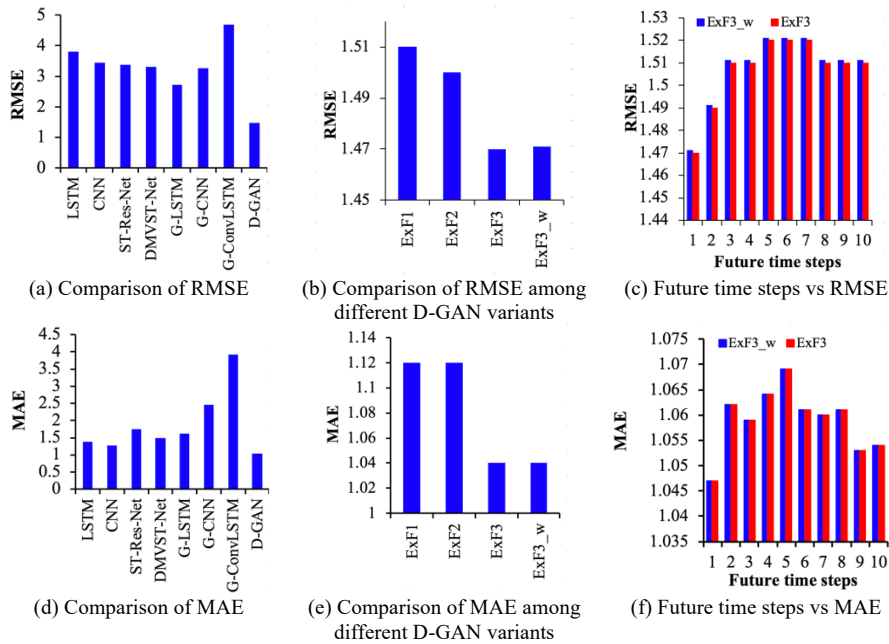 RMSE
5
4
3
2
1
0
LSTM
CNN
ST-Res-Net
DMVST-Net
G-LSTM
G-CNN
G-ConvLSTM
D-GAN
(a) Comparison of RMSE
RMSE
1.51
1.49
1.47
1.45
ExF1
ExF2
ExF3
ExF3_w
(b) Comparison of RMSE among
different D-GAN variants
RMSE
1.53
1.52
1.51
1.5
1.49
1.48
1.47
1.46
1.45
1.44
ExF3_w ExF3
1 2 3 4 5 6 7 8 9 10
Future time steps
(c) Future time steps vs RMSE
MAE
4.5
4
3.5
3
2.5
2
1.5
1
0.5
0
LSTM
CNN
ST-Res-Net
DMVST-Net
G-LSTM
G-CNN
G-ConvLSTM
D-GAN
(d) Comparison of MAE
MAE
1.14
1.12
1.1
1.08
1.06
1.04
1.02
1
ExF1
ExF2
ExF3
ExF3_w
(e) Comparison of MAE among
different D-GAN variants
MAE
1.075
1.07
1.065
1.06
1.055
1.05
1.045
1.04
1.035
ExF3_w ExF3
1 2 3 4 5 6 7 8 9 10
Future time steps
(f) Future time steps vs MAE